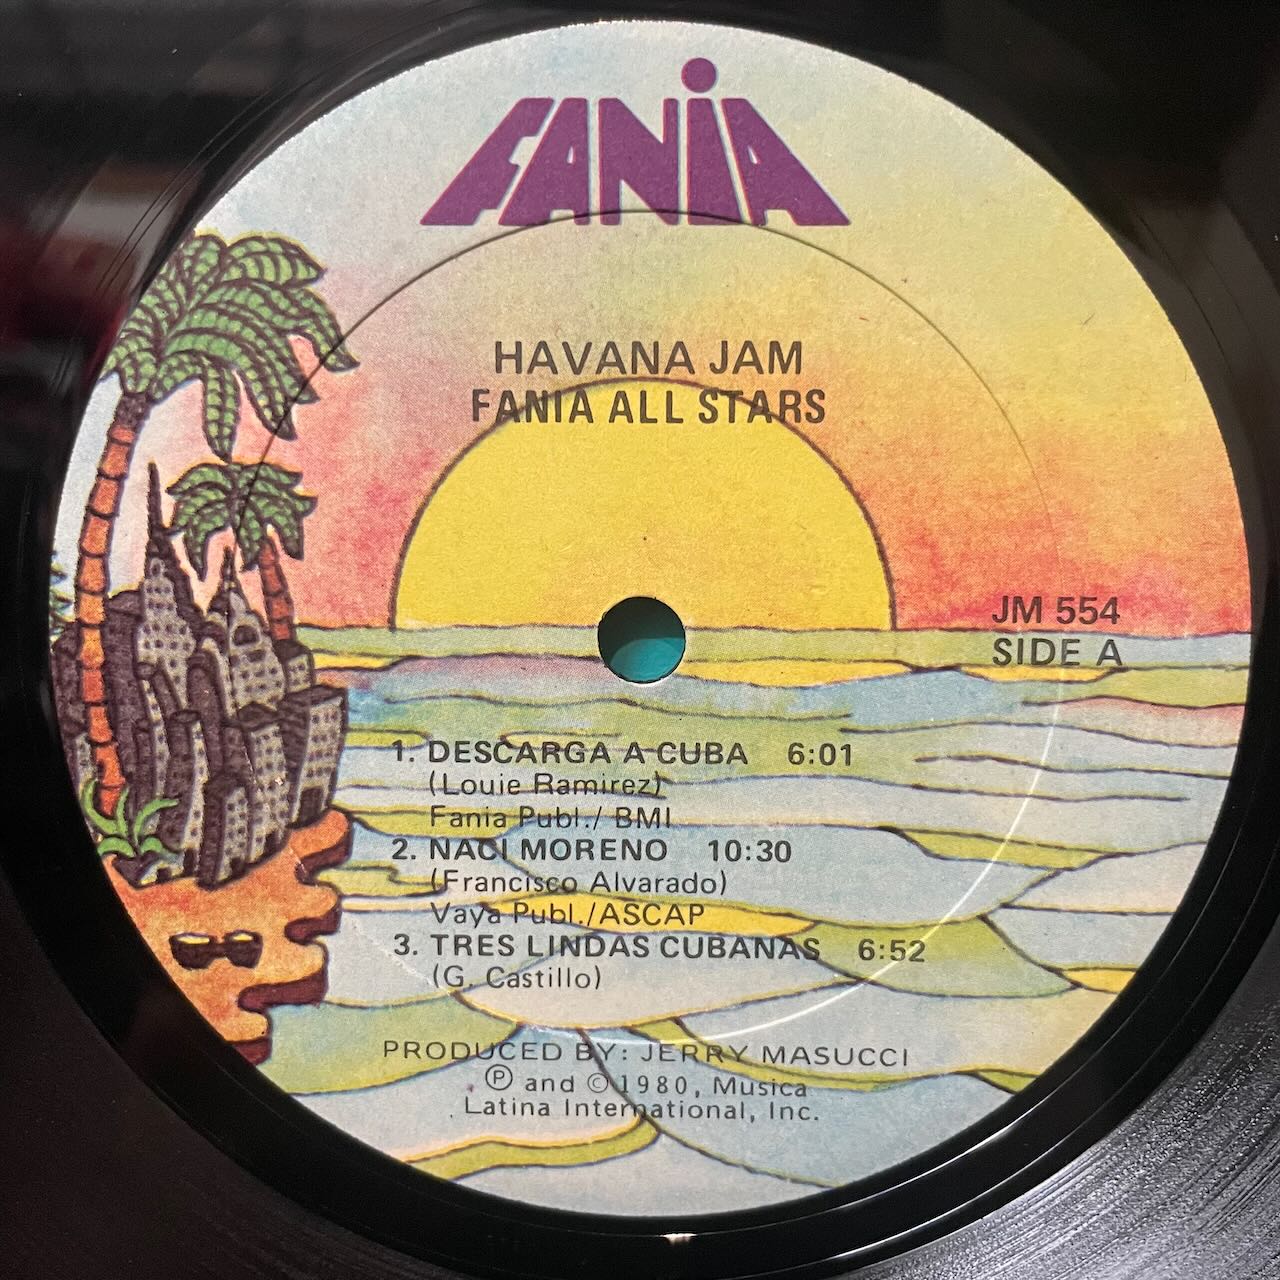 FANIA
HAVANA JAM
FANIA ALL STARS
JM 554
SIDE A
1. DESCARGA A CUBA 6:01
(Louie Ramirez)
Fania Publ./ BMI
2. NACI MORENO 10:30
(Francisco Alvarado)
Vaya Publ./ASCAP
3. TRES LINDAS CUBANAS 6:52
(G. Castillo)
PRODUCED BY: JERRY MASUCCI
Ⓟ and © 1980, Musica
Latina International, Inc.